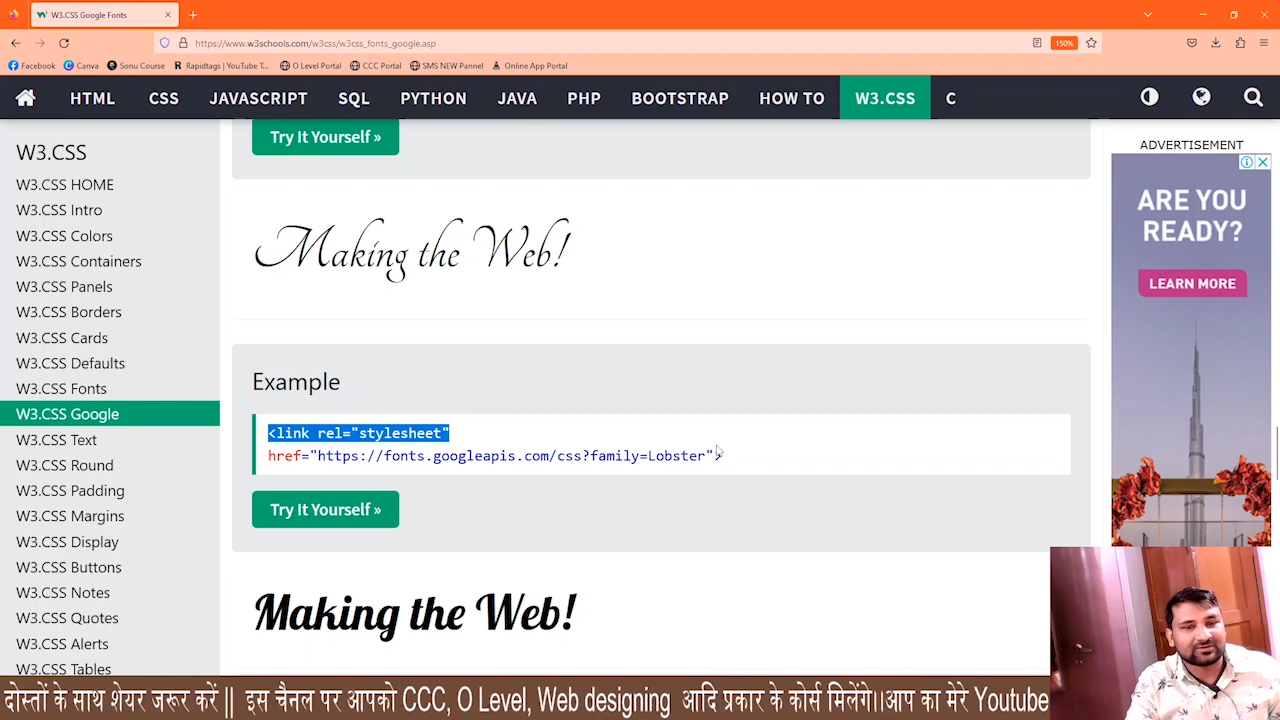 W3.CSS Google Fonts
https://www.w3schools.com/w3css/w3css_fonts_google.asp
150%
Facebook Canva Sonu Course Rapidtags | YouTube T... O Level Portal CCC Portal SMS NEW Pannel Online App Portal
HTML CSS JAVASCRIPT SQL PYTHON JAVA PHP BOOTSTRAP HOW TO W3.CSS C
W3.CSS
W3.CSS HOME
W3.CSS Intro
W3.CSS Colors
W3.CSS Containers
W3.CSS Panels
W3.CSS Borders
W3.CSS Cards
W3.CSS Defaults
W3.CSS Fonts
W3.CSS Google
W3.CSS Text
W3.CSS Round
W3.CSS Padding
W3.CSS Margins
W3.CSS Display
W3.CSS Buttons
W3.CSS Notes
W3.CSS Quotes
W3.CSS Alerts
W3.CSS Tables
Try It Yourself »
Making the Web!
Example
<link rel="stylesheet"
href="https://fonts.googleapis.com/css?family=Lobster">
Try It Yourself »
Making the Web!
ADVERTISEMENT
ARE YOU
READY?
LEARN MORE
दोस्तों के साथ शेयर जरूर करें || इस चैनल पर आपको CCC, O Level, Web designing आदि प्रकार के कोर्स मिलेंगे।।आप का मेरे Youtube